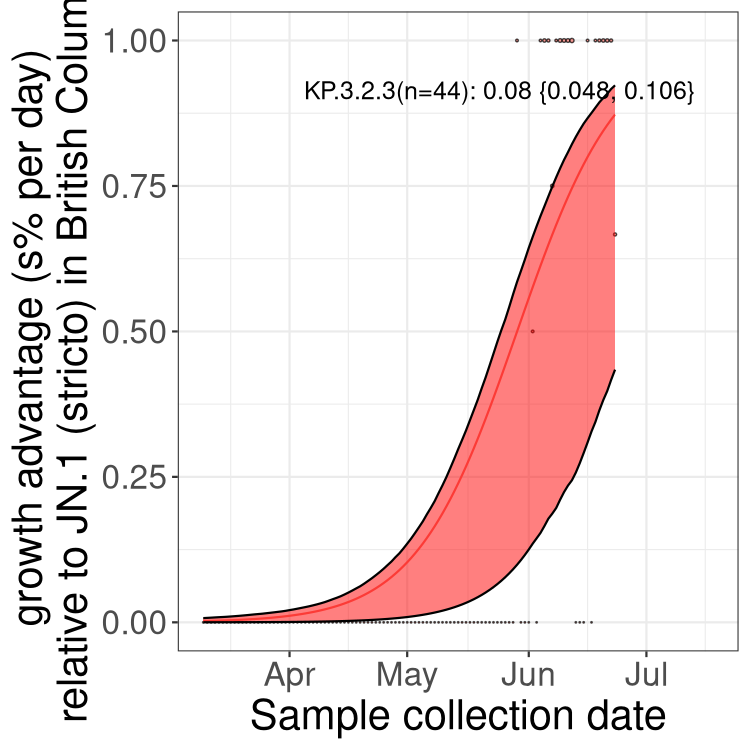 growth advantage (s% per day)
relative to JN.1 (stricto) in British Colum
1.00
0.75
0.50
0.25
0.00
KP.3.2.3(n=44): 0.08 {0.048, 0.106}
Apr May Jun Jul
Sample collection date